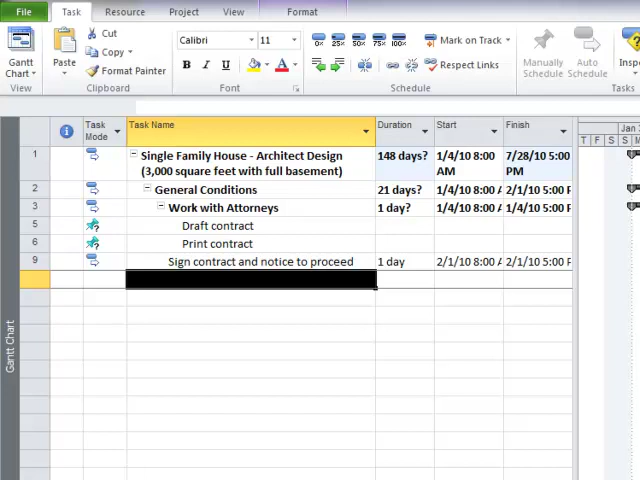 File Task Resource Project View Format
Cut
Copy
Format Painter
Gantt Chart
Paste
Calibri 11
B I U A
0% 25% 50% 75% 100%
Mark on Track
Respect Links
Manually Schedule
Auto Schedule
View Clipboard Font Schedule Tasks
Task Mode Task Name Duration Start Finish
Jan
T F S S M
1 Single Family House - Architect Design (3,000 square feet with full basement) 148 days? 1/4/10 8:00 AM 7/28/10 5:00 PM
2 General Conditions 21 days? 1/4/10 8:00 A 2/1/10 5:00 P
3 Work with Attorneys 1 day? 1/4/10 8:00 A 1/4/10 5:00 P
5 Draft contract
6 Print contract
9 Sign contract and notice to proceed 1 day 2/1/10 8:00 A 2/1/10 5:00 P
Gantt Chart